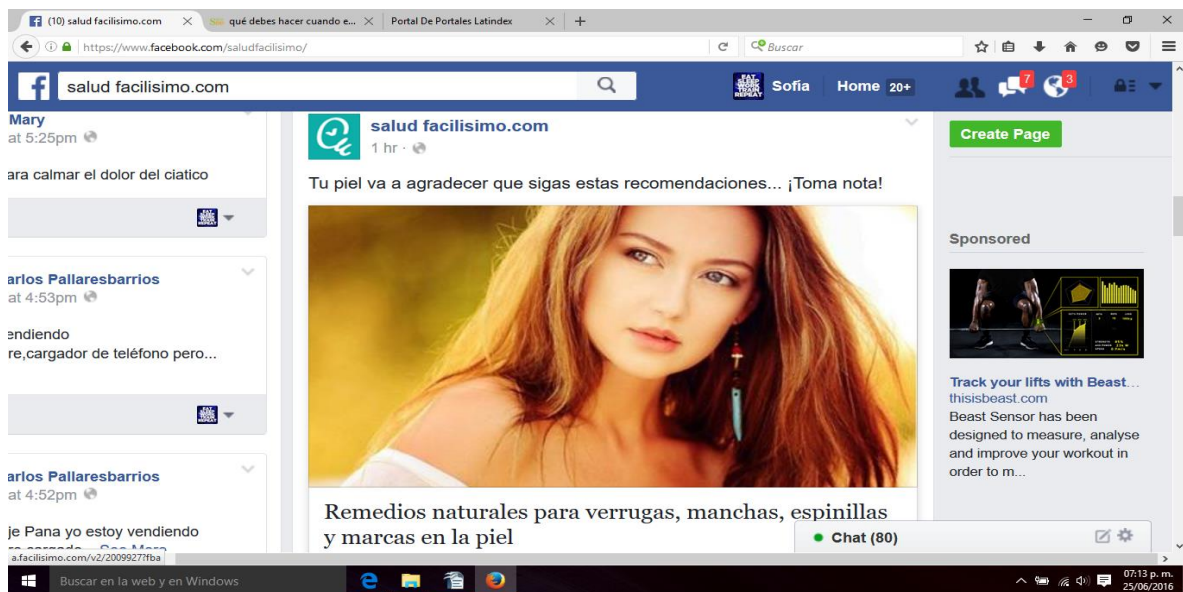 (10) salud facilisimo.com
qué debes hacer cuando e...
Portal De Portales Latindex
https://www.facebook.com/saludfacilisimo/
Buscar
salud facilisimo.com
Sofía
Home 20+
7
3
Mary
at 5:25pm
ara calmar el dolor del ciatico
arlos Pallaresbarrios
at 4:53pm
endiendo
re,cargador de teléfono pero...
arlos Pallaresbarrios
at 4:52pm
je Pana yo estoy vendiendo
See More
salud facilisimo.com
1 hr
Tu piel va a agradecer que sigas estas recomendaciones... ¡Toma nota!
Remedios naturales para verrugas, manchas, espinillas
y marcas en la piel
Create Page
Sponsored
Track your lifts with Beast...
thisisbeast.com
Beast Sensor has been
designed to measure, analyse
and improve your workout in
order to m...
Chat (80)
a.facilisimo.com/v2/2009927?fba
Buscar en la web y en Windows
07:13 p. m.
25/06/2016